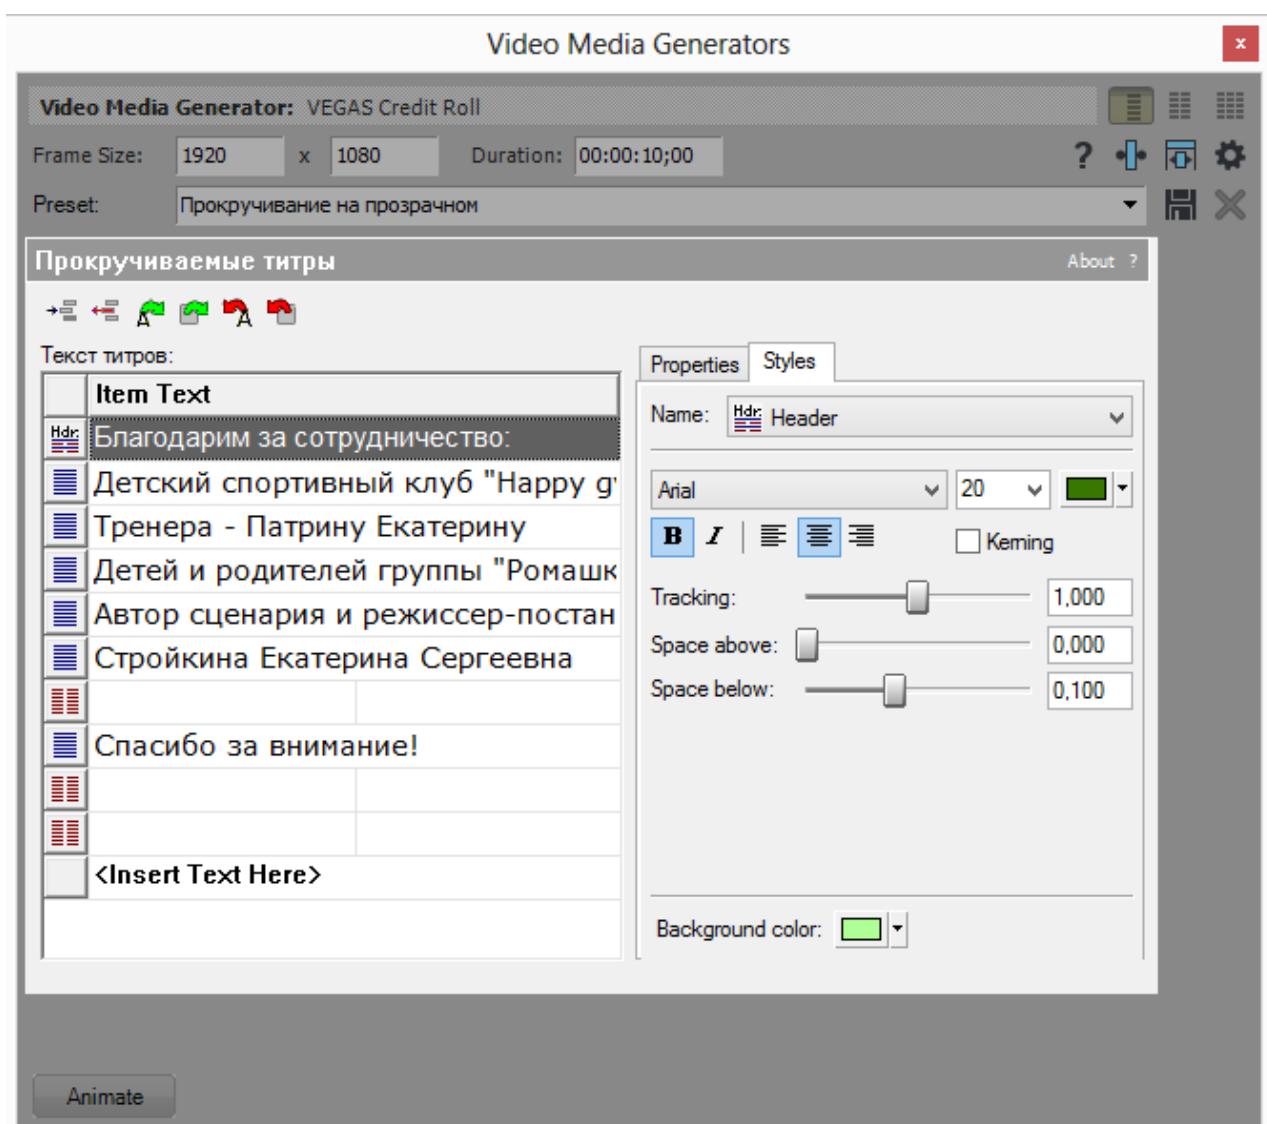 Video Media Generators
x
Video Media Generator: VEGAS Credit Roll
Frame Size: 1920 x 1080 Duration: 00:00:10;00 ?
Preset: Прокручивание на прозрачном
Прокручиваемые титры About ?
Текст титров:
Item Text
Hdr: Благодарим за сотрудничество:
Детский спортивный клуб "Happy
Тренера - Патрину Екатерину
Детей и родителей группы "Ромашк
Автор сценария и режиссер-постан
Стройкина Екатерина Сергеевна
Спасибо за внимание!
<Insert Text Here>
Properties Styles
Name: Hdr: Header
Arial 20
B I Kerning
Tracking: 1,000
Space above: 0,000
Space below: 0,100
Background color:
Animate